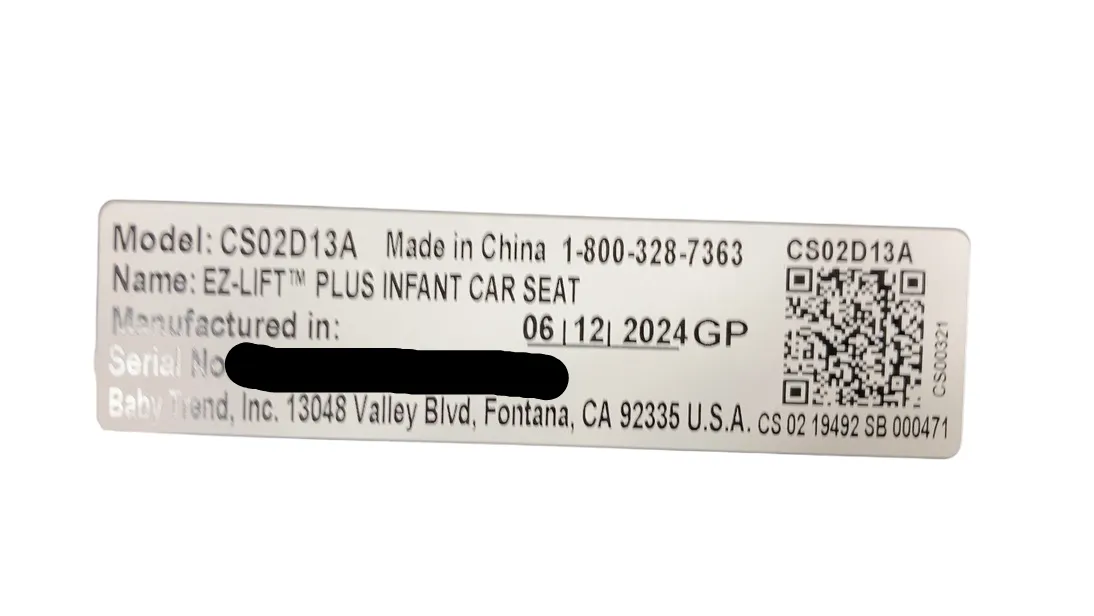 Model: CS02D13A Made in China 1-800-328-7363 CS02D13A
Name: EZ-LIFT™ PLUS INFANT CAR SEAT
Manufactured in: 06|12|2024 GP
Serial No
Baby Trend, Inc. 13048 Valley Blvd, Fontana, CA 92335 U.S.A. CS 02 19492 SB 000471
CS00321